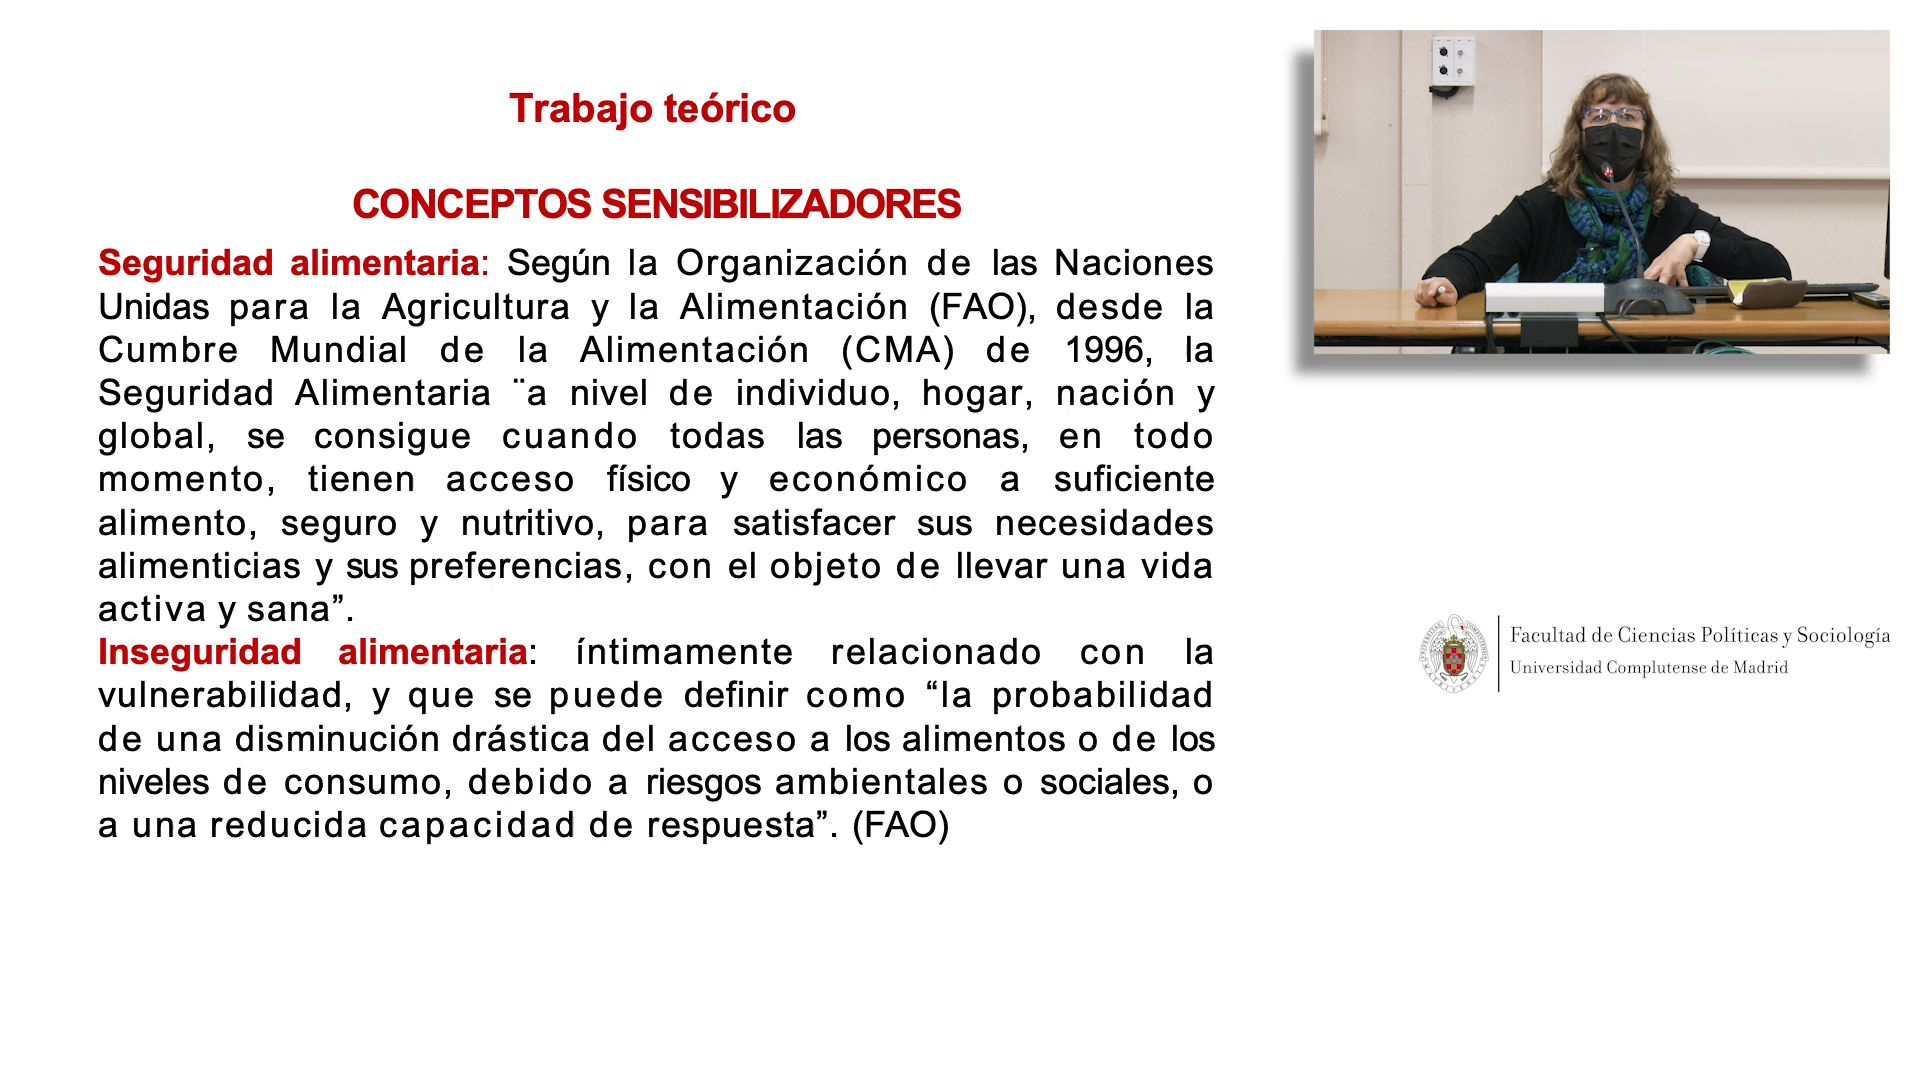 Trabajo teórico
CONCEPTOS SENSIBILIZADORES
Seguridad alimentaria: Según la Organización de las Naciones
Unidas para la Agricultura y la Alimentación (FAO), desde la
Cumbre Mundial de la Alimentación (CMA) de 1996, la
Seguridad Alimentaria ¨a nivel de individuo, hogar, nación y
global, se consigue cuando todas las personas, en todo
momento, tienen acceso físico y económico a suficiente
alimento, seguro y nutritivo, para satisfacer sus necesidades
alimenticias y sus preferencias, con el objeto de llevar una vida
activa y sana”.
Inseguridad alimentaria: íntimamente relacionado con la
vulnerabilidad, y que se puede definir como “la probabilidad
de una disminución drástica del acceso a los alimentos o de los
niveles de consumo, debido a riesgos ambientales o sociales, o
a una reducida capacidad de respuesta”. (FAO)
Facultad de Ciencias Políticas y Sociología
Universidad Complutense de Madrid